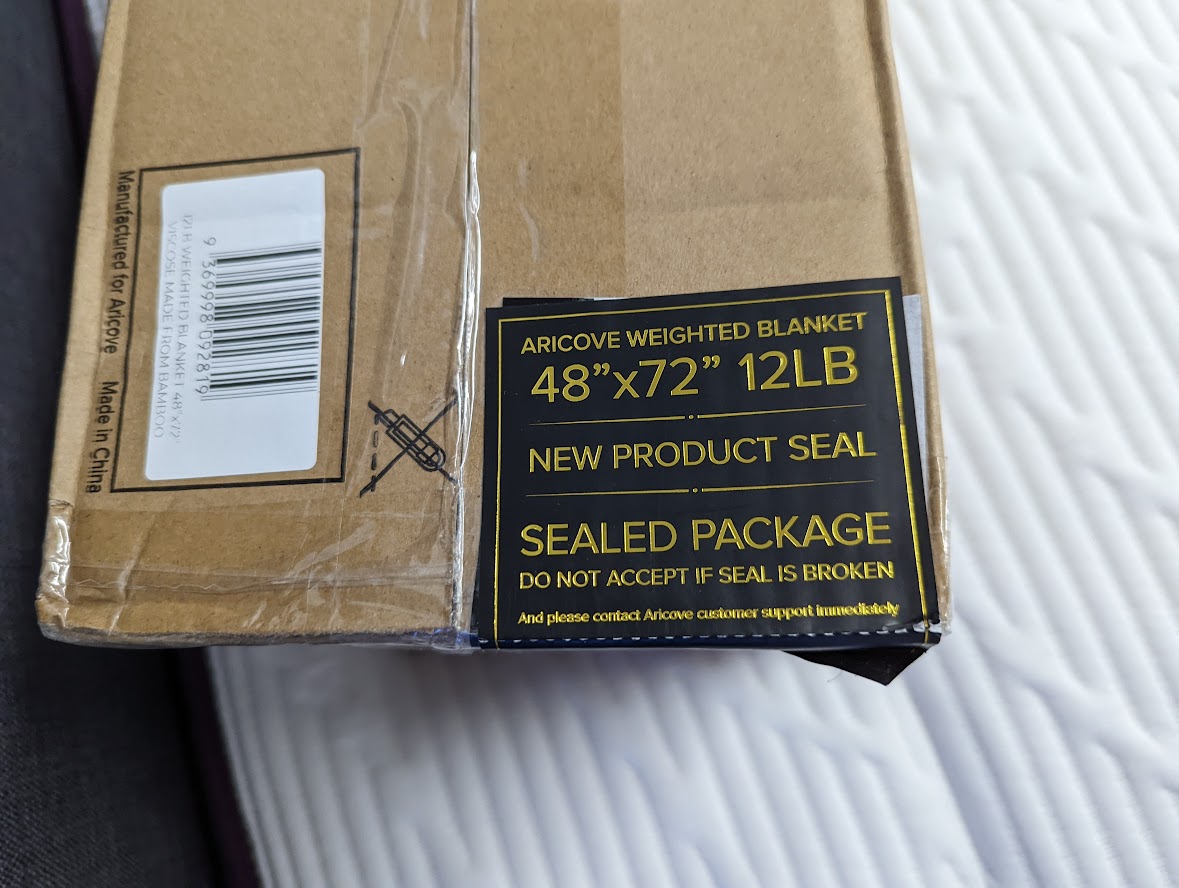 Manufactured for Aricove Made in China
12LB WEIGHTED BLANKET 48"x72"
VISCOSE MADE FROM BAMBOO
9 369998 092819
ARICOVE WEIGHTED BLANKET
48”x72” 12LB
NEW PRODUCT SEAL
SEALED PACKAGE
DO NOT ACCEPT IF SEAL IS BROKEN
And please contact Aricove customer support immediately